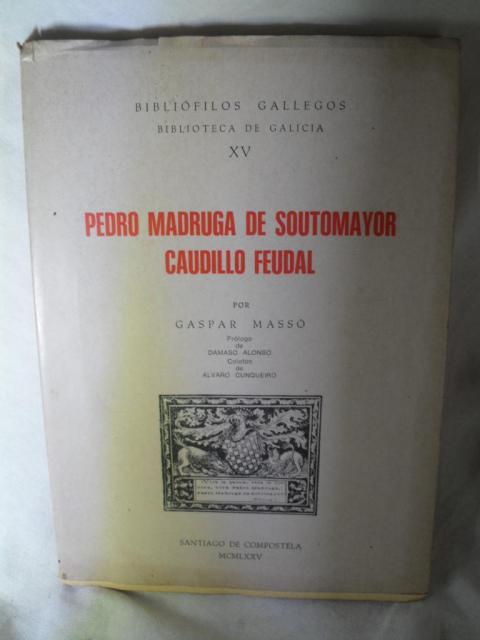 BIBLIÓFILOS GALLEGOS
BIBLIOTECA DE GALICIA
XV
PEDRO MADRUGA DE SOUTOMAYOR
CAUDILLO FEUDAL
POR
GASPAR MASSÓ
Prólogo
de
DAMASO ALONSO
Colofón
de
ALVARO CUNQUEIRO
SANTIAGO DE COMPOSTELA
MCMLXXV